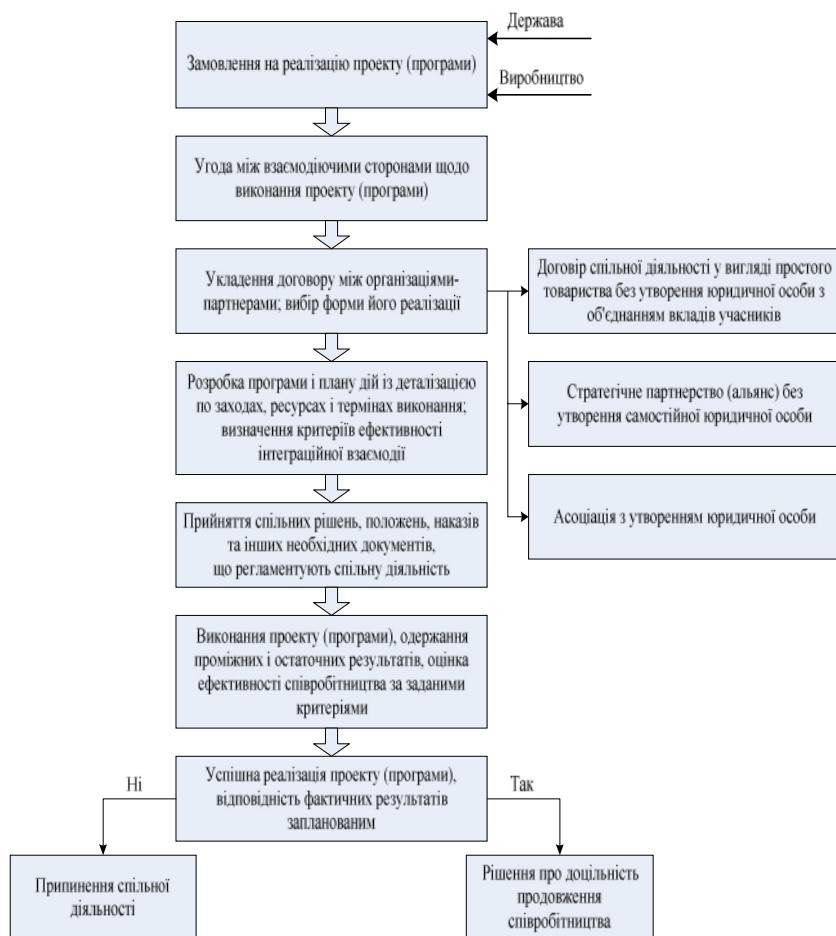 Держава
Замовлення на реалізацію проекту (програми)
Виробництво
Угода між взаємодіючими сторонами щодо
виконання проекту (програми)
Укладення договору між організаціями-
партнерами; вибір форми його реалізації
Договір спільної діяльності у вигляді простого
товариства без утворення юридичної особи з
об'єднанням вкладів учасників
Розробка програми і плану дій із деталізацією
по заходах, ресурсах і термінах виконання;
визначення критеріїв ефективності
інтеграційної взаємодії
Стратегічне партнерство (альянс) без
утворення самостійної юридичної особи
Прийняття спільних рішень, положень, наказів
та інших необхідних документів,
що регламентують спільну діяльність
Асоціація з утворенням юридичної особи
Виконання проекту (програми), одержання
проміжних і остаточних результатів, оцінка
ефективності співробітництва за заданими
критеріями
Ні
Успішна реалізація проекту (програми),
відповідність фактичних результатів
запланованим
Так
Припинення спільної
діяльності
Рішення про доцільність
продовження
співробітництва